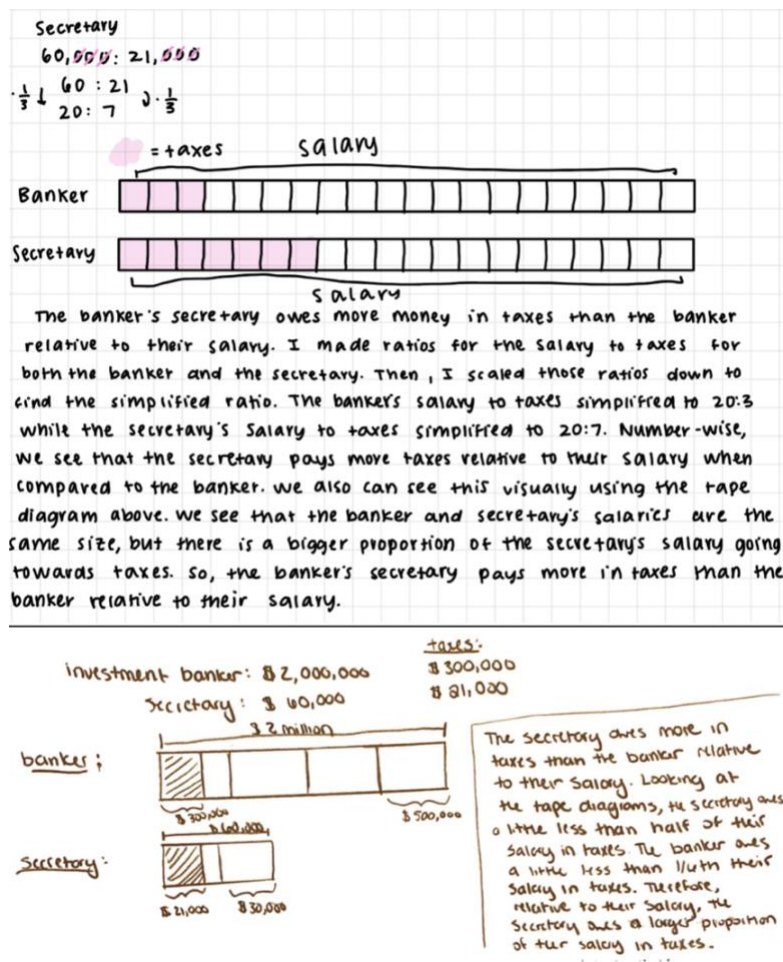 Secretary
60,000: 21,000
·1/3 ↓ 60 : 21 ↓ · 1/3
20: 7
= taxes
salary
Banker
Secretary
salary
The banker's secretary owes more money in taxes than the banker
relative to their salary. I made ratios for the salary to taxes for
both the banker and the secretary. Then, I scaled those ratios down to
find the simplified ratio. The banker's salary to taxes simplified to 20:3
while the secretary's salary to taxes simplified to 20:7. Number-wise,
we see that the secretary pays more taxes relative to their salary when
compared to the banker. we also can see this visually using the tape
diagram above. we see that the banker and secretary's salaries are the
same size, but there is a bigger proportion of the secretary's salary going
towards taxes. so, the banker's secretary pays more in taxes than the
banker relative to their salary.
taxes:
investment banker: $2,000,000 $300,000
secretary: $ 60,000 $ 21,000
$ 2 million
banker:
$ 300,000
$ 500,000
$ 60,000
secretary:
$ 21,000
$ 30,000
The secretary owes more in
taxes than the banker relative
to their salary. Looking at
the tape diagrams, the secretary owes
a little less than half of their
salary in taxes. The banker owes
a little less than 1/4th their
salary in taxes. Therefore,
relative to their salary, the
secretary owes a larger proportion
of their salary in taxes.